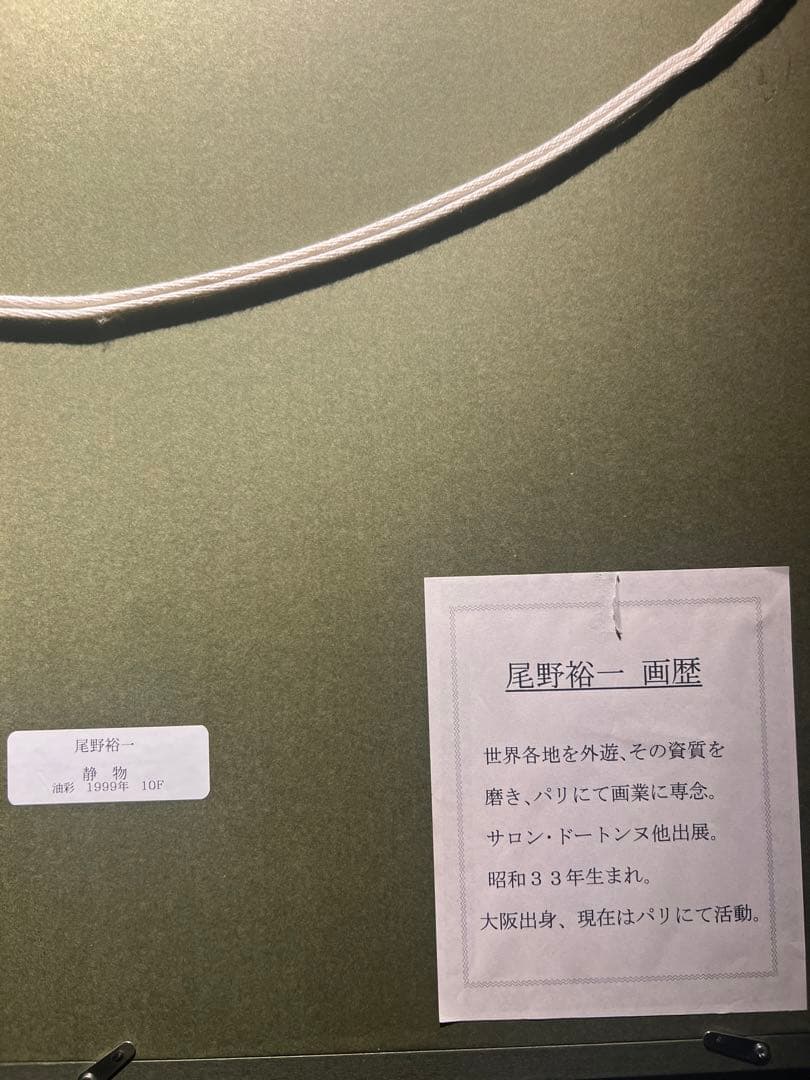 尾野裕一
静　物
油彩　1999年　10F
尾野裕一 画歴
世界各地を外遊、その資質を
磨き、パリにて画業に専念。
サロン・ドートンヌ他出展。
昭和３３年生まれ。
大阪出身、現在はパリにて活動。